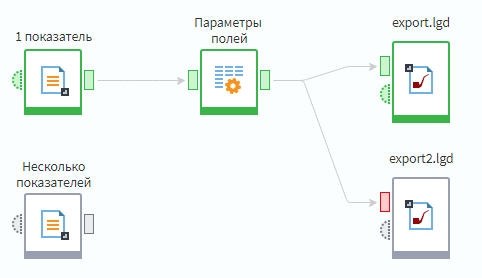 1 показатель
Параметры
полей
export.lgd
Несколько
показателей
export2.lgd